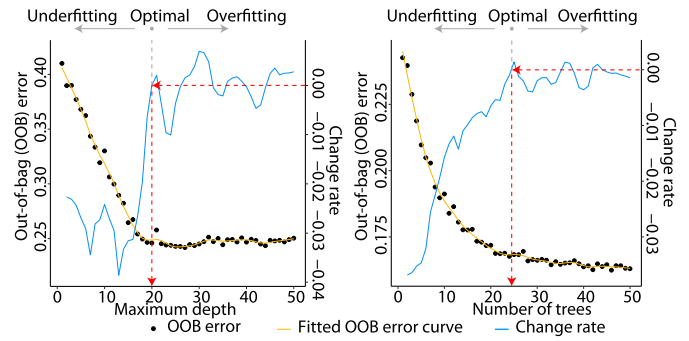 Underfitting Optimal Overfitting
Out-of-bag (OOB) error
0.40
0.35
0.30
0.25
0.00
−0.01
−0.02
−0.03
−0.04
Change rate
1 10 20 30 40 50
Maximum depth
Underfitting Optimal Overfitting
Out-of-bag (OOB) error
0.225
0.200
0.175
0.00
−0.01
−0.02
−0.03
Change rate
1 10 20 30 40 50
Number of trees
OOB error Fitted OOB error curve Change rate